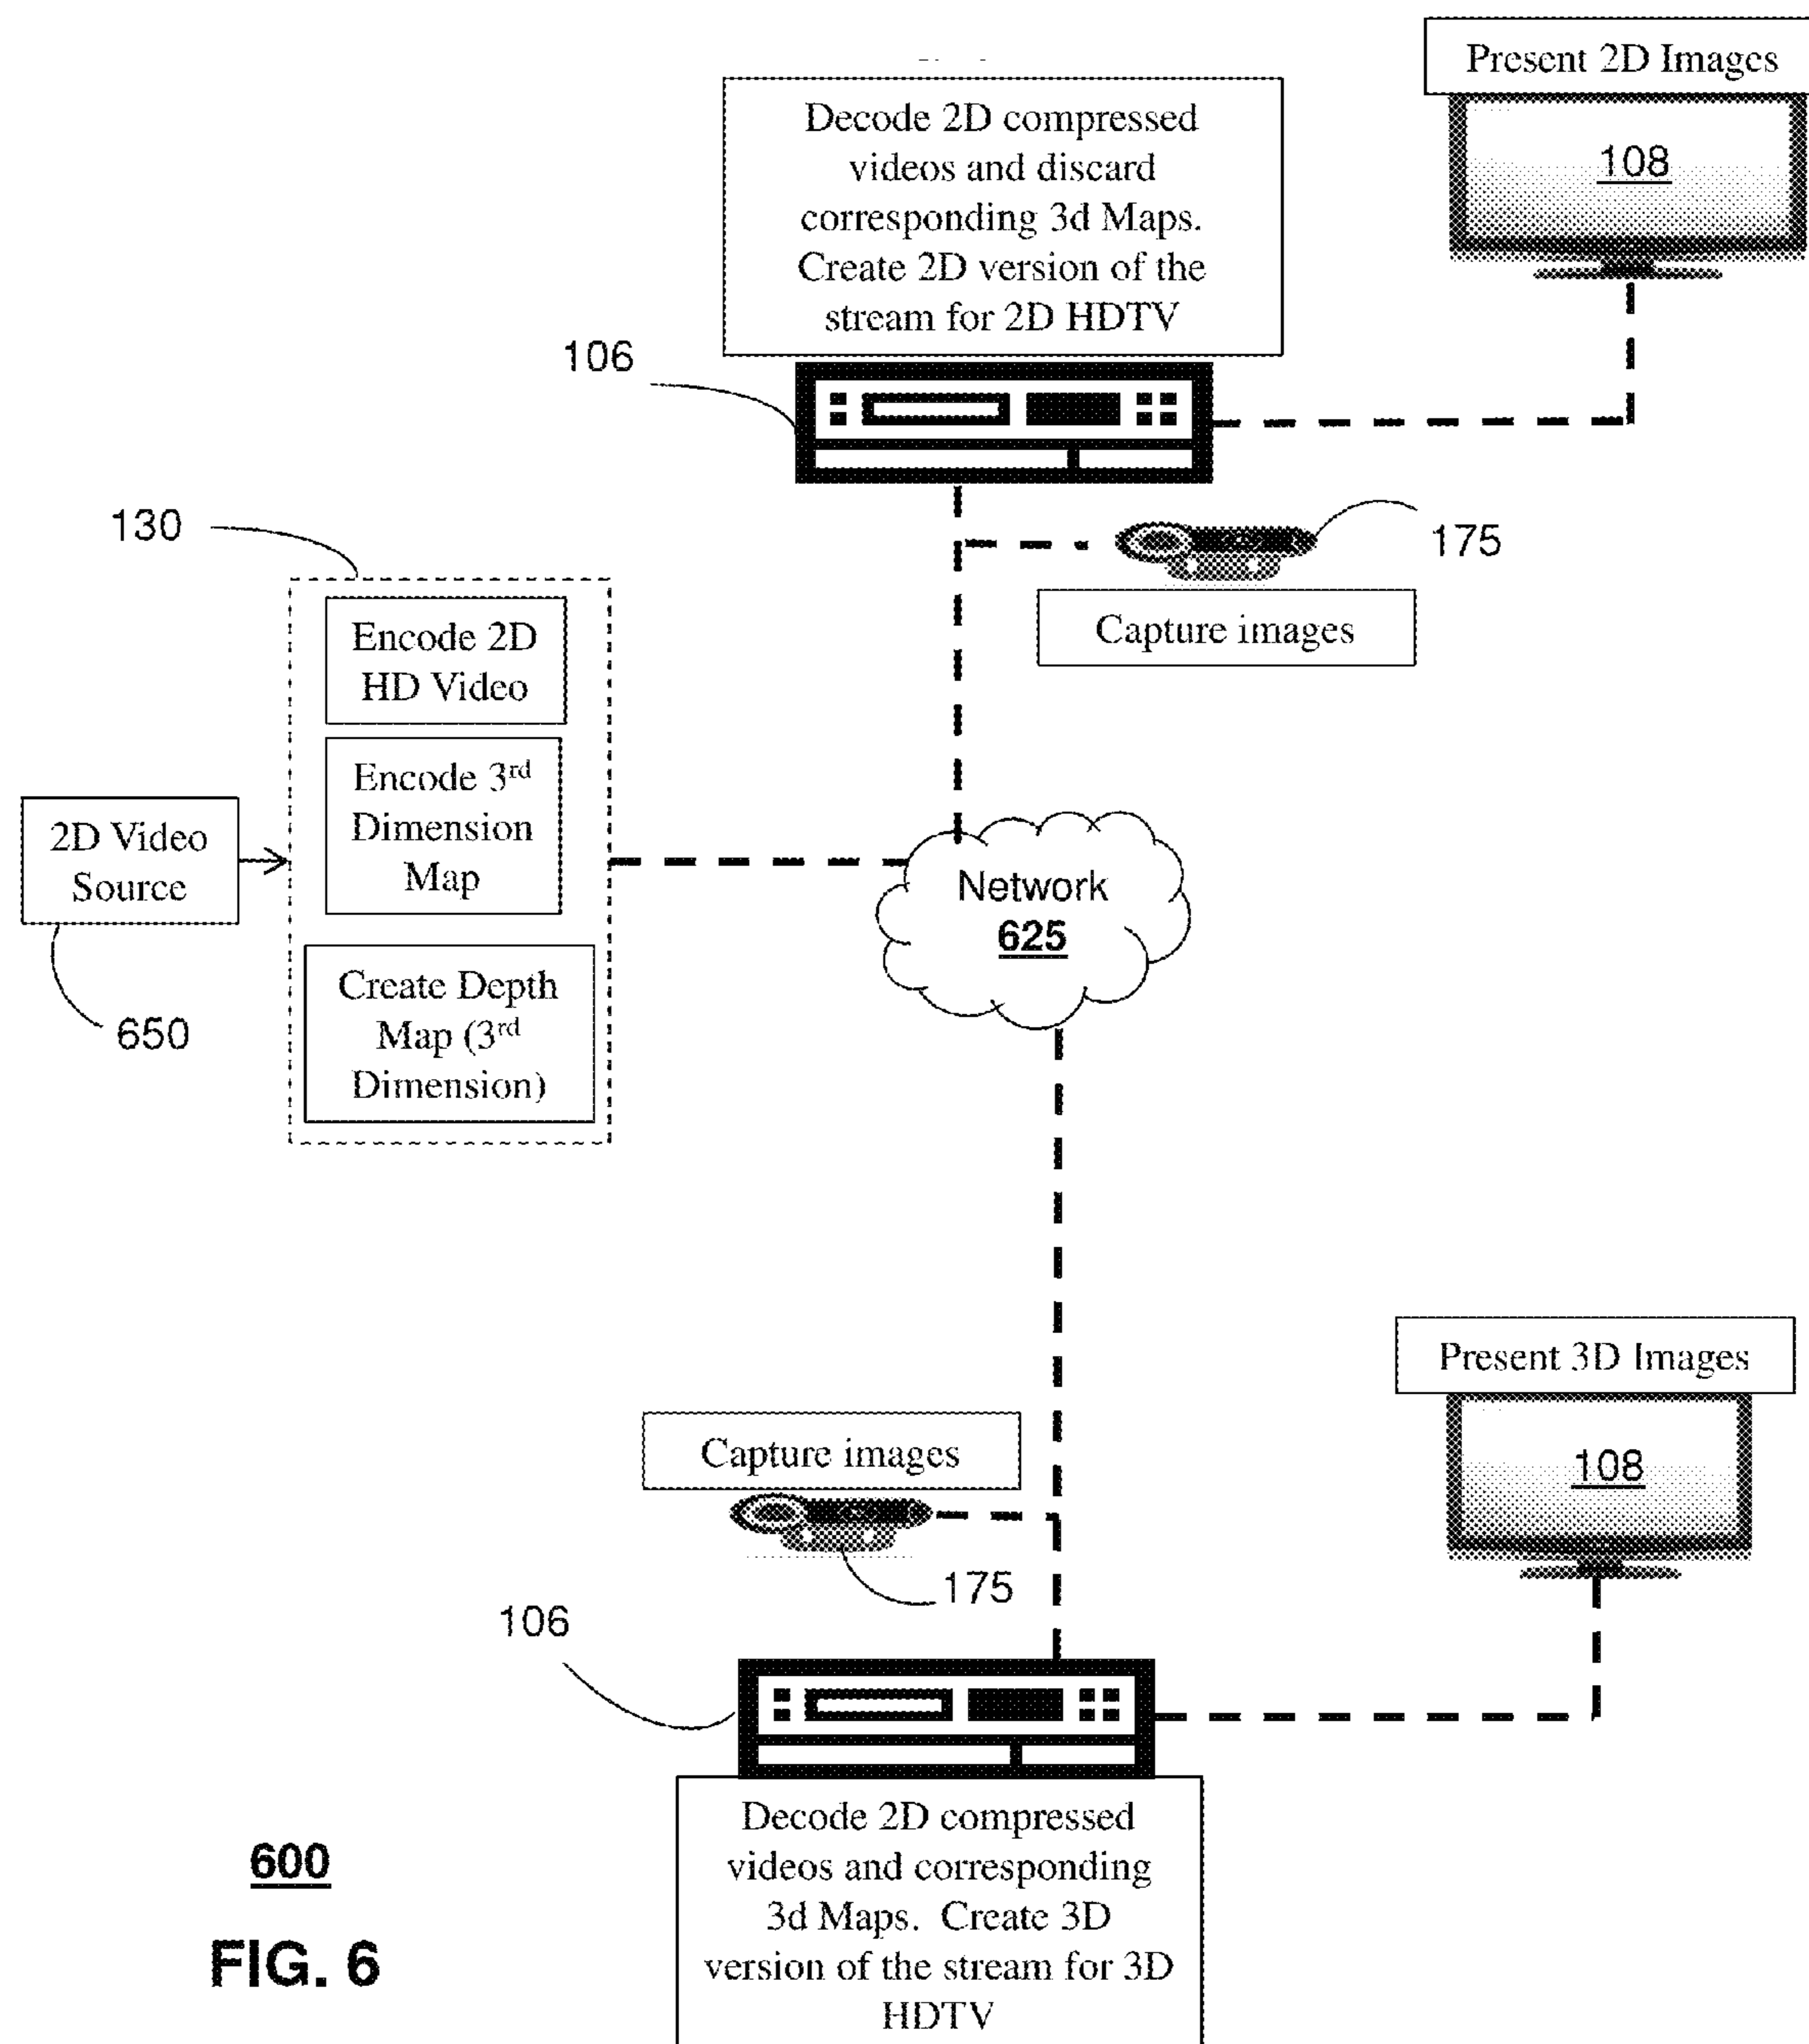 Present 2D Images
108
Decode 2D compressed
videos and discard
corresponding 3d Maps.
Create 2D version of the
stream for 2D HDTV
106
175
Capture images
130
Encode 2D
HD Video
Encode 3rd
Dimension
Map
Create Depth
Map (3rd
Dimension)
2D Video
Source
650
Network
625
Present 3D Images
108
Capture images
175
106
Decode 2D compressed
videos and corresponding
3d Maps. Create 3D
version of the stream for 3D
HDTV
600
FIG. 6